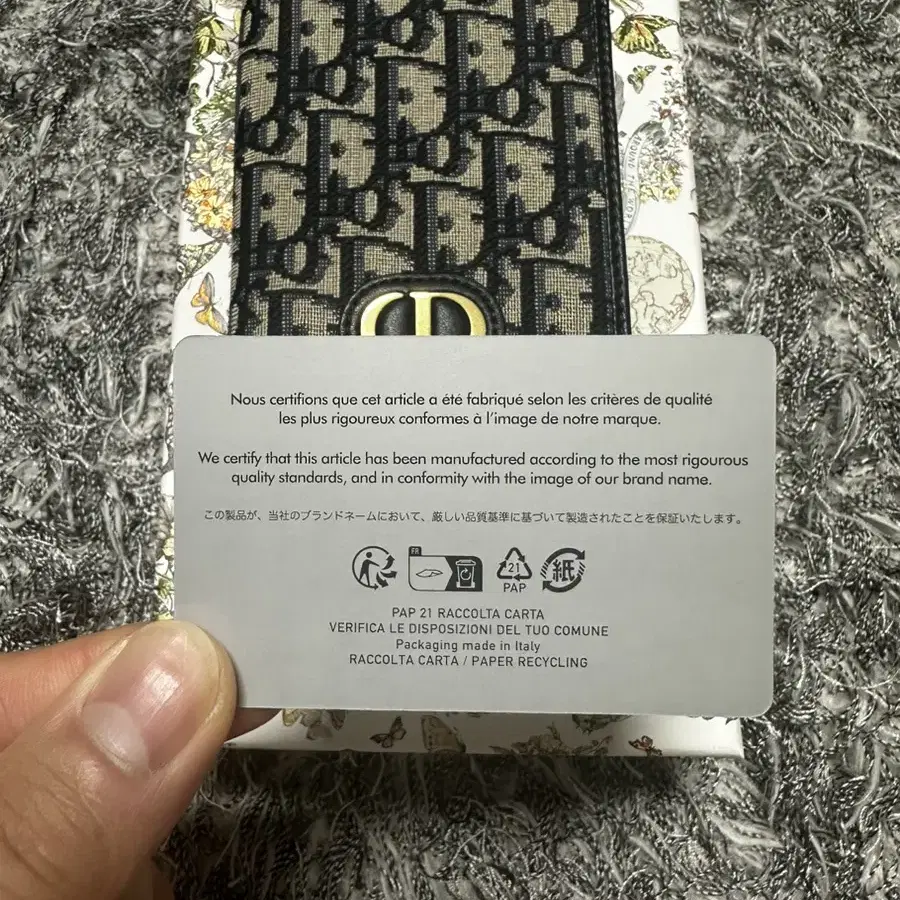 Nous certifions que cet article a été fabriqué selon les critères de qualité
les plus rigoureux conformes à l'image de notre marque.
We certify that this article has been manufactured according to the most rigourous
quality standards, and in conformity with the image of our brand name.
この製品が、当社のブランドネームにおいて、厳しい品質基準に基づいて製造されたことを保証いたします。
FR
21
PAP
紙
PAP 21 RACCOLTA CARTA
VERIFICA LE DISPOSIZIONI DEL TUO COMUNE
Packaging made in Italy
RACCOLTA CARTA / PAPER RECYCLING